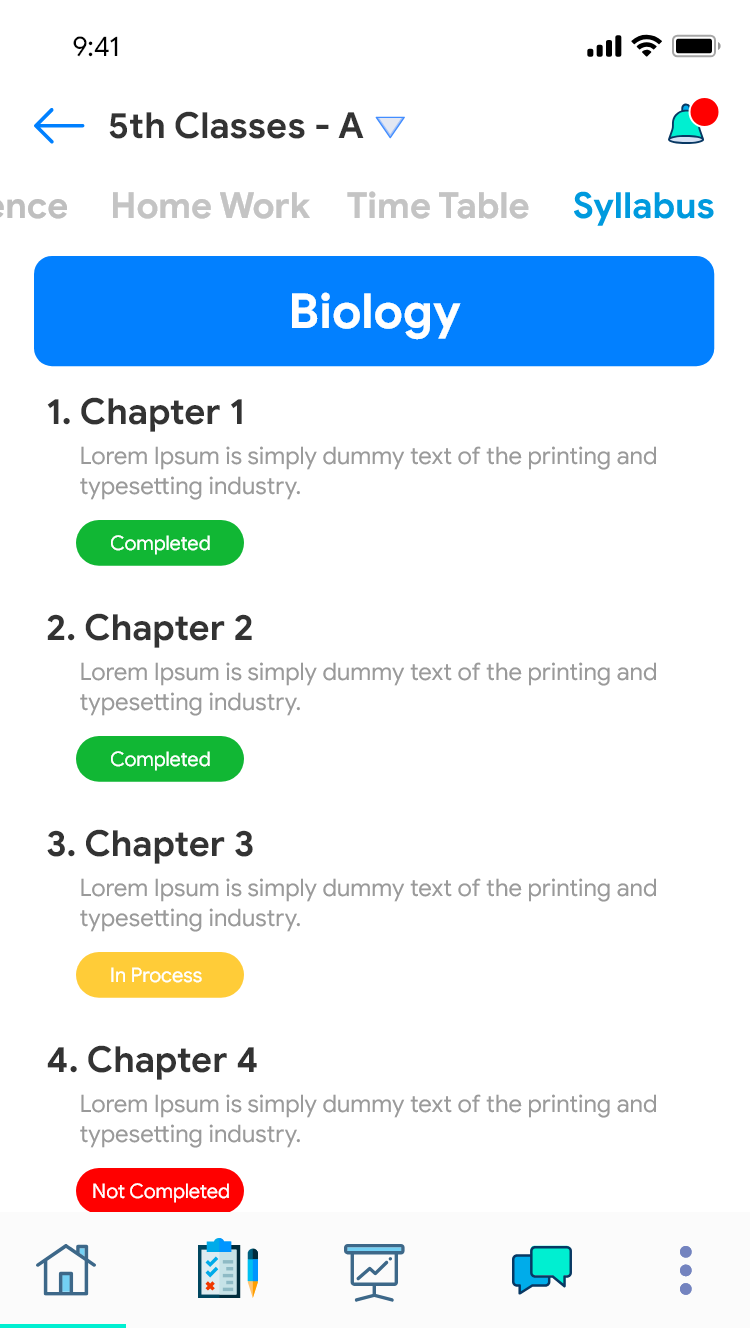 9:41
5th Classes - A
ence Home Work Time Table Syllabus
Biology
1. Chapter 1
Lorem Ipsum is simply dummy text of the printing and
typesetting industry.
Completed
2. Chapter 2
Lorem Ipsum is simply dummy text of the printing and
typesetting industry.
Completed
3. Chapter 3
Lorem Ipsum is simply dummy text of the printing and
typesetting industry.
In Process
4. Chapter 4
Lorem Ipsum is simply dummy text of the printing and
typesetting industry.
Not Completed